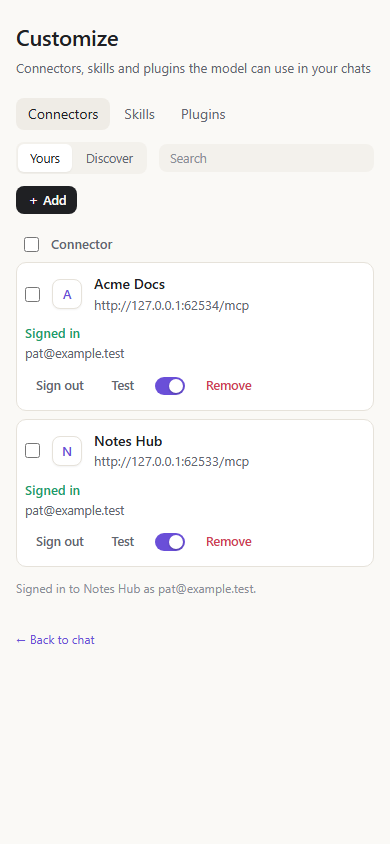 Customize
Connectors, skills and plugins the model can use in your chats
Connectors Skills Plugins
Yours Discover Search
+ Add
Connector
A Acme Docs
http://127.0.0.1:62534/mcp
Signed in
pat@example.test
Sign out Test Remove
N Notes Hub
http://127.0.0.1:62533/mcp
Signed in
pat@example.test
Sign out Test Remove
Signed in to Notes Hub as pat@example.test.
← Back to chat